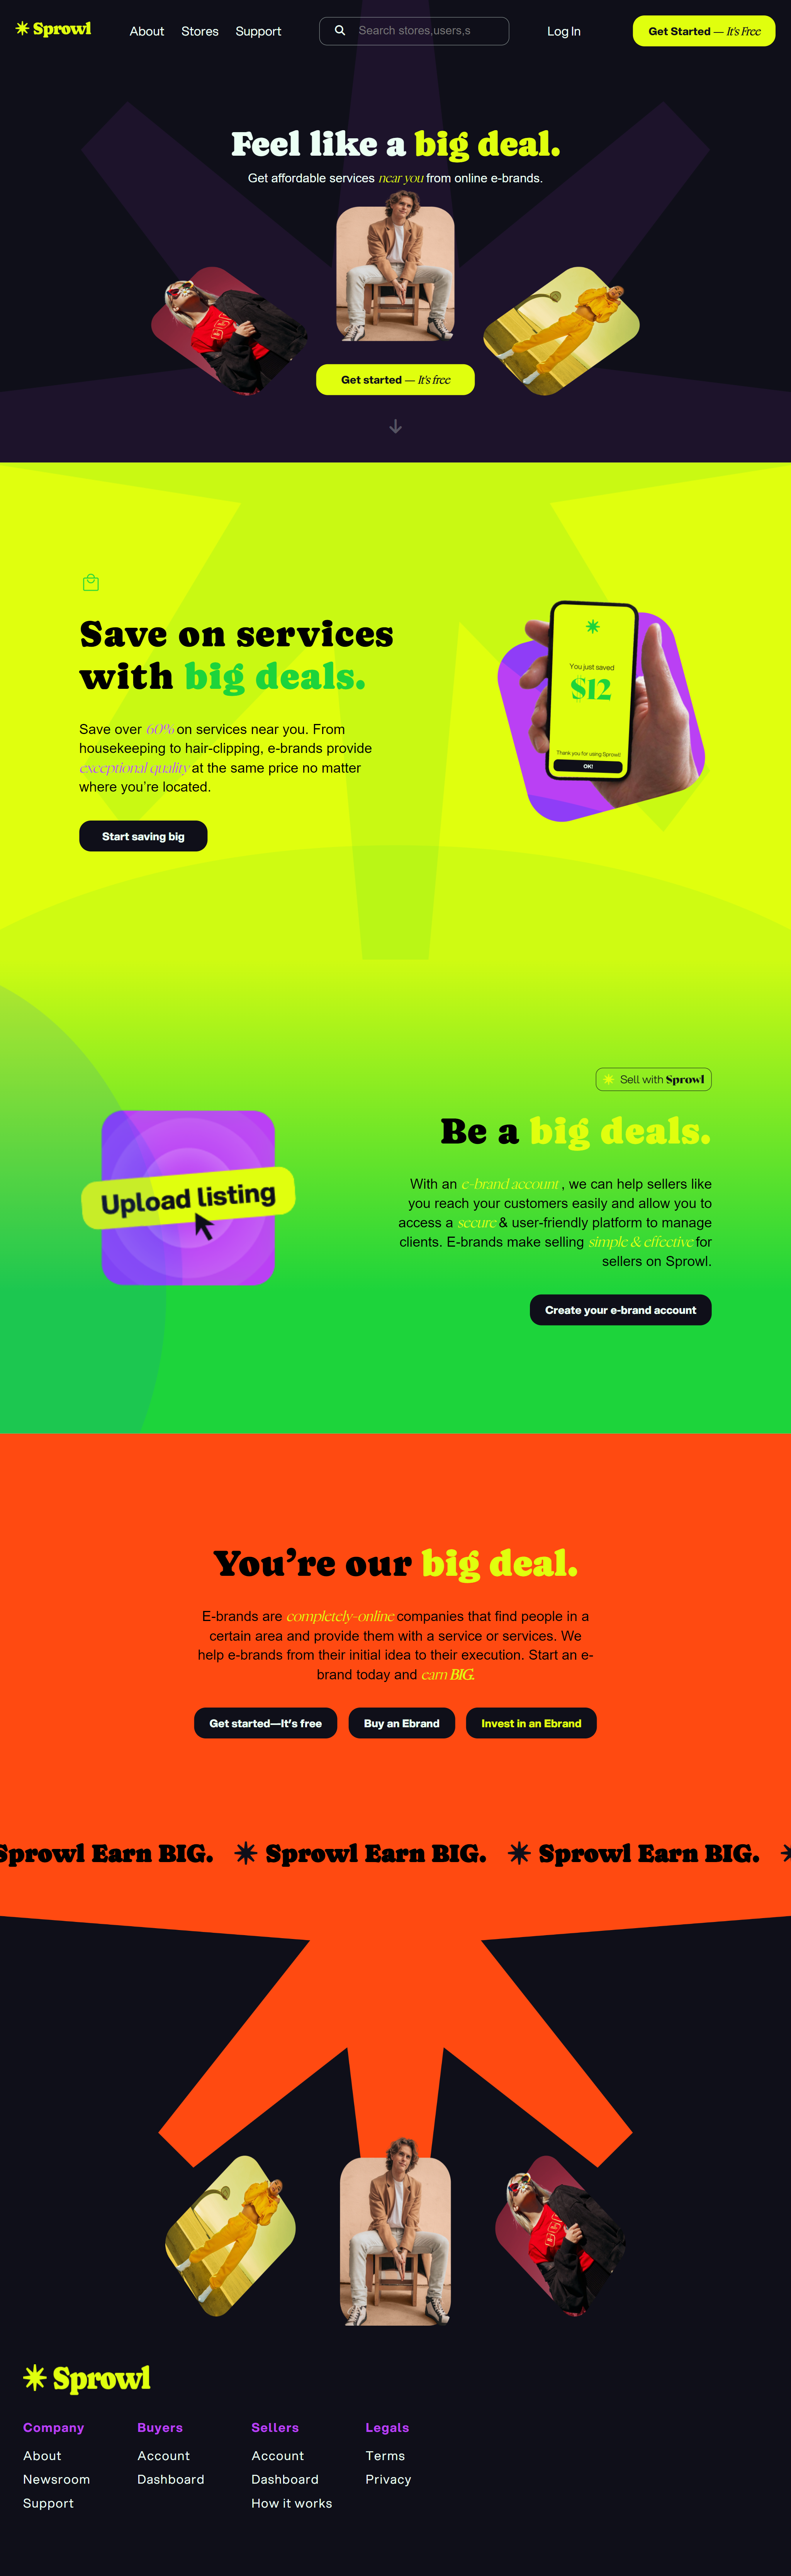 Sprowl
About Stores Support
Search stores,users,s
Log In
Get Started — It's Free
Feel like a big deal.
Get affordable services near you from online e-brands.
Get started — It's free
Save on services
with big deals.
Save over 60% on services near you. From
housekeeping to hair-clipping, e-brands provide
exceptional quality at the same price no matter
where you're located.
Start saving big
You just saved
$12
Thank you for using Sprowl!
OK!
Sell with Sprowl
Be a big deals.
With an e-brand account , we can help sellers like
you reach your customers easily and allow you to
access a secure & user-friendly platform to manage
clients. E-brands make selling simple & effective for
sellers on Sprowl.
Create your e-brand account
Upload listing
You're our big deal.
E-brands are completely-online companies that find people in a
certain area and provide them with a service or services. We
help e-brands from their initial idea to their execution. Start an e-
brand today and earn BIG.
Get started—It's free
Buy an Ebrand
Invest in an Ebrand
Sprowl Earn BIG. Sprowl Earn BIG. Sprowl Earn BIG.
Sprowl
Company Buyers Sellers Legals
About Account Account Terms
Newsroom Dashboard Dashboard Privacy
Support How it works